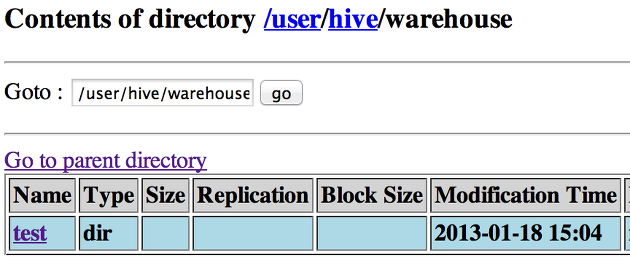 Contents of directory /user/hive/warehouse
Goto : /user/hive/warehouse go
Go to parent directory
Name Type Size Replication Block Size Modification Time
test dir 2013-01-18 15:04